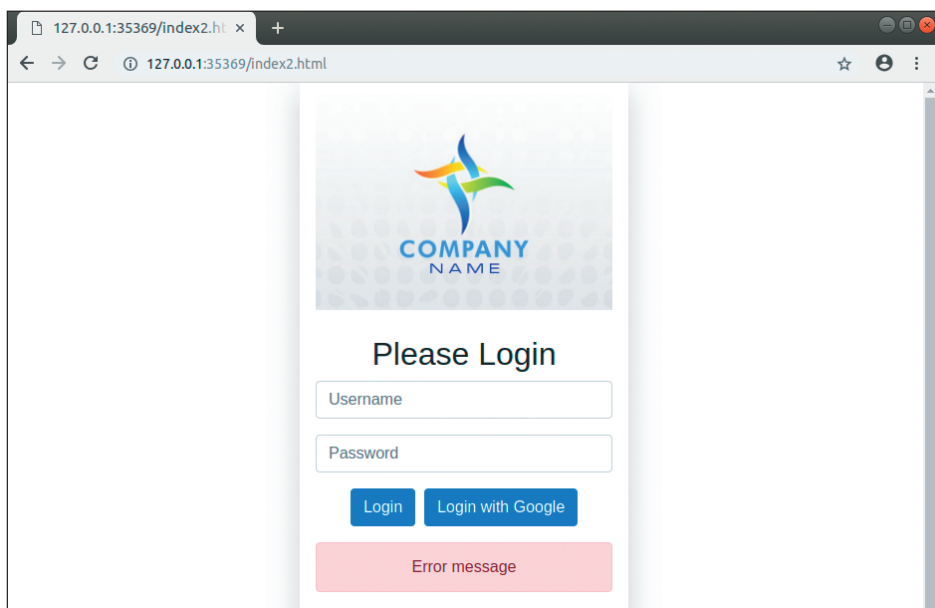 127.0.0.1:35369/index2.ht
127.0.0.1:35369/index2.html
COMPANY
NAME
Please Login
Username
Password
Login
Login with Google
Error message